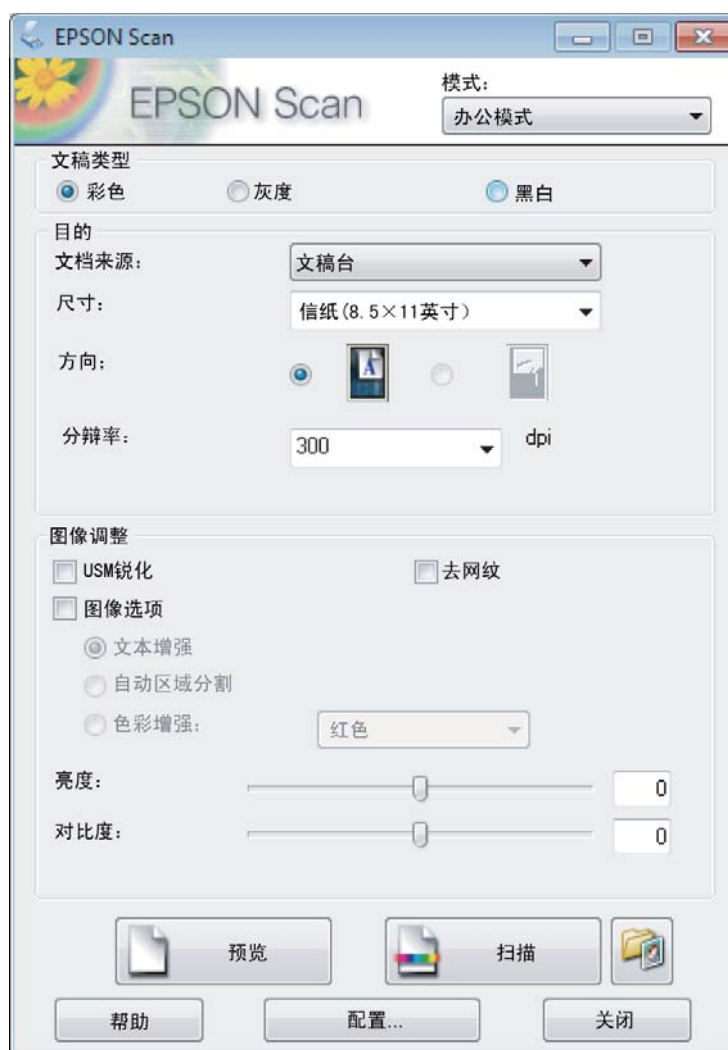 EPSON Scan
EPSON Scan
模式:
办公模式
文稿类型
彩色 灰度 黑白
目的
文档来源: 文稿台
尺寸: 信纸(8.5×11英寸)
方向: A
分辩率: 300 dpi
图像调整
USM锐化 去网纹
图像选项
文本增强
自动区域分割
色彩增强: 红色
亮度: 0
对比度: 0
预览 扫描
帮助 配置... 关闭